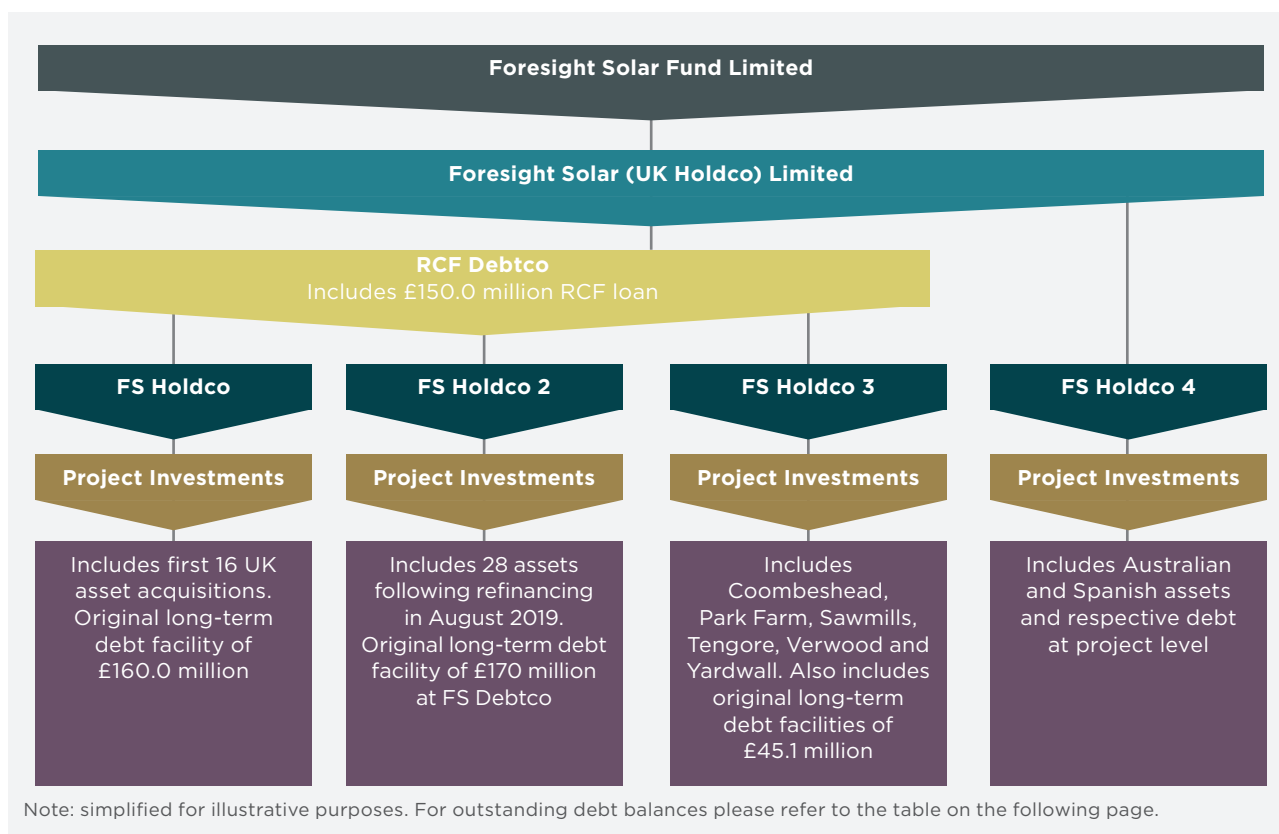 Foresight Solar Fund Limited
Foresight Solar (UK Holdco) Limited
RCF Debtco
Includes £150.0 million RCF loan
FS Holdco
FS Holdco 2
FS Holdco 3
FS Holdco 4
Project Investments
Project Investments
Project Investments
Project Investments
Includes first 16 UK
asset acquisitions.
Original long-term
debt facility of
£160.0 million
Includes 28 assets
following refinancing
in August 2019.
Original long-term debt
facility of £170 million
at FS Debtco
Includes
Coombeshead,
Park Farm, Sawmills,
Tengore, Verwood and
Yardwall. Also includes
original long-term
debt facilities of
£45.1 million
Includes Australian
and Spanish assets
and respective debt
at project level
Note: simplified for illustrative purposes. For outstanding debt balances please refer to the table on the following page.